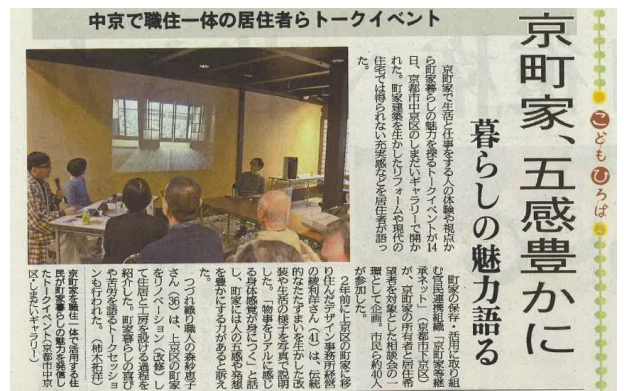 中京で職住一体の居住者らトークイベント
京町家、五感豊かに
暮らしの魅力語る
こどもひろば
京町家で生活と仕事をする人の体験や視点か
ら町家暮らしの魅力を探るトークイベントが14
日、京都市中京区のしまだいギャラリーで開か
れた。町家建築を生かしたリフォームや現代の
住宅では得られない充実感などを居住者が語っ
た。
町家の保存・活用に取り組
む官民連携組織「京町家等継
承ネット」（京都市下京区）
が、京町家の所有者と居住希
望者を対象とした相談会の一
環として企画。市民ら約40人
が参加した。
２年前に上京区の町家に移
り住んだデザイン事務所経営
の綾利洋さん（41）は、伝統
的なたたずまいを生かした改
装や生活の様子を写真で説明
した。「物事をリアルに感じ
る身体感覚が身につく」と話
し、町家には人の五感や発想
を豊かにする力があると訴え
た。
つづれ織り職人の森紗恵子
さん（36）は、上京区の町家
をリノベーション（改修）し
て住居と工房を設ける過程を
紹介した。町家暮らしの喜び
や苦労を語るトークセッショ
ンも行われた。（柿木拓洋）
京町家を職住一体で活用する住
民が町家暮らしの魅力を発信し
たトークイベント（京都市中京
区・しまだいギャラリー）